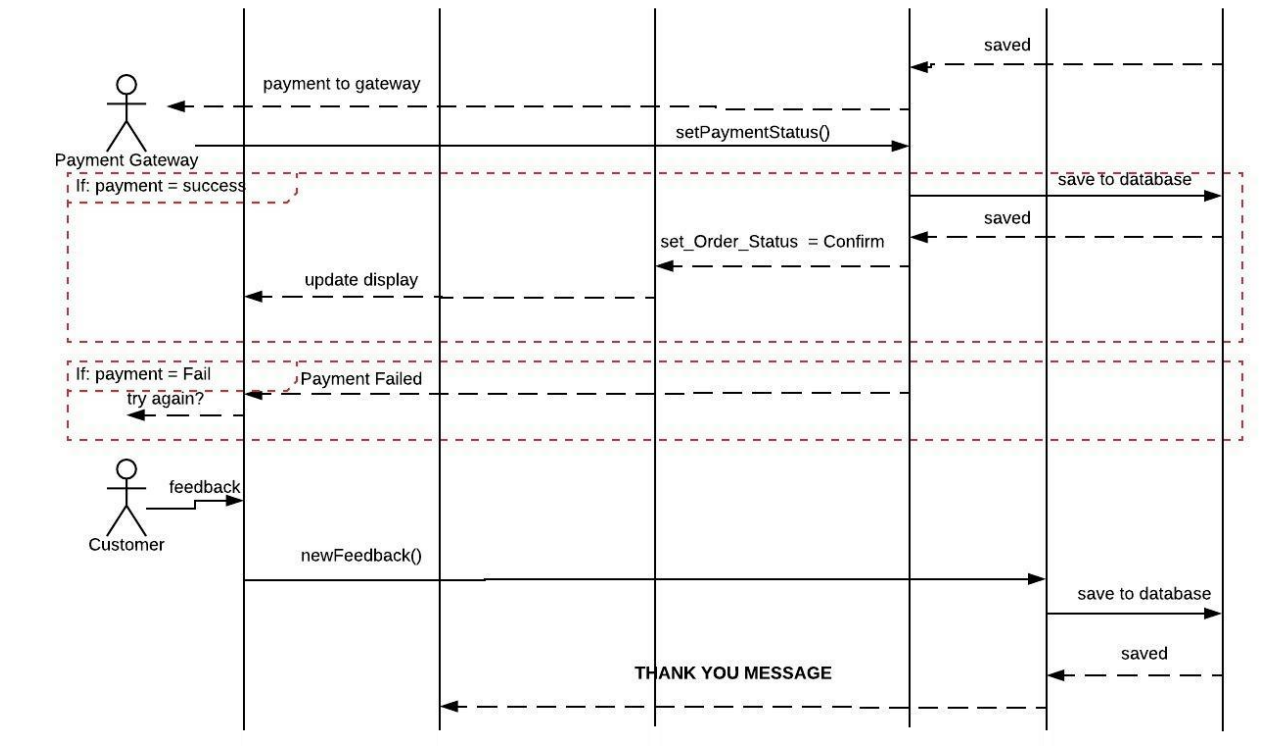 saved
payment to gateway
setPaymentStatus()
Payment Gateway
If: payment = success
save to database
saved
set_Order_Status = Confirm
update display
If: payment = Fail
Payment Failed
try again?
feedback
Customer
newFeedback()
save to database
saved
THANK YOU MESSAGE